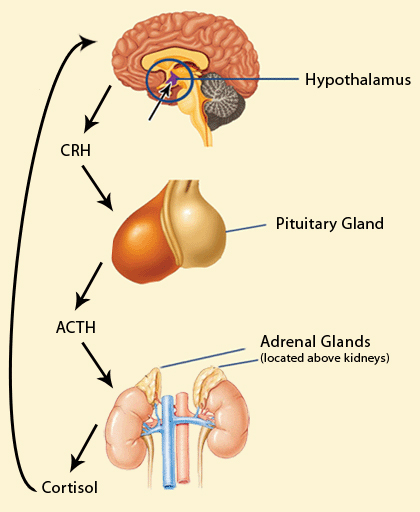 Hypothalamus
CRH
Pituitary Gland
ACTH
Adrenal Glands
(located above kidneys)
Cortisol